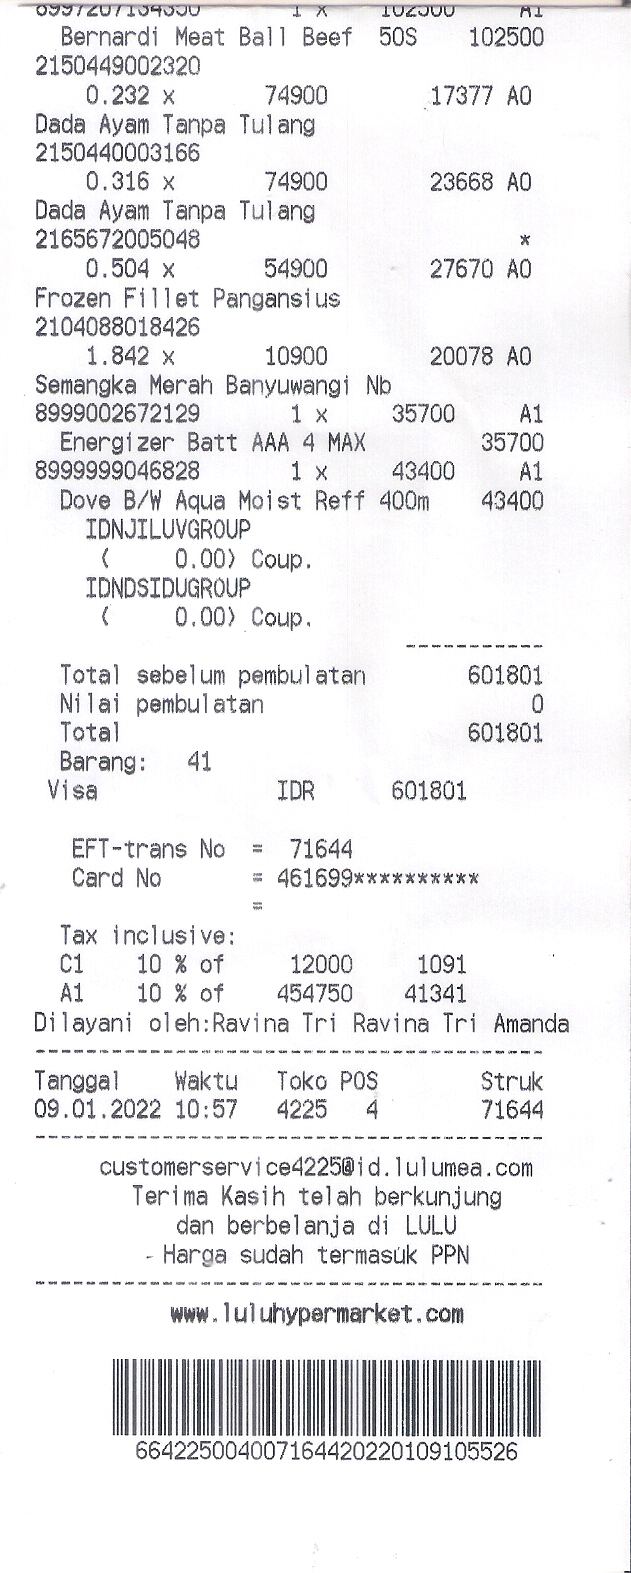 1 X 102500 A1
Bernardi Meat Ball Beef 50S 102500
2150449002320
0.232 x 74900 17377 A0
Dada Ayam Tanpa Tulang
2150440003166
0.316 x 74900 23668 A0
Dada Ayam Tanpa Tulang
2165672005048 *
0.504 x 54900 27670 A0
Frozen Fillet Pangansius
2104088018426
1.842 x 10900 20078 A0
Semangka Merah Banyuwangi Nb
8999002672129 1 x 35700 A1
Energizer Batt AAA 4 MAX 35700
8999999046828 1 x 43400 A1
Dove B/W Aqua Moist Reff 400m 43400
IDNJILUVGROUP
( 0.00) Coup.
IDNDSIDUGROUP
( 0.00) Coup.
-----------
Total sebelum pembulatan 601801
Nilai pembulatan 0
Total 601801
Barang: 41
Visa IDR 601801
EFT-trans No = 71644
Card No = 461699**********
=
Tax inclusive:
C1 10 % of 12000 1091
A1 10 % of 454750 41341
Dilayani oleh:Ravina Tri Ravina Tri Amanda
----------------------------------------
Tanggal Waktu Toko POS Struk
09.01.2022 10:57 4225 4 71644
----------------------------------------
customerservice4225@id.lulumea.com
Terima Kasih telah berkunjung
dan berbelanja di LULU
- Harga sudah termasuk PPN
----------------------------------------
www.luluhypermarket.com
664225004007164420220109105526